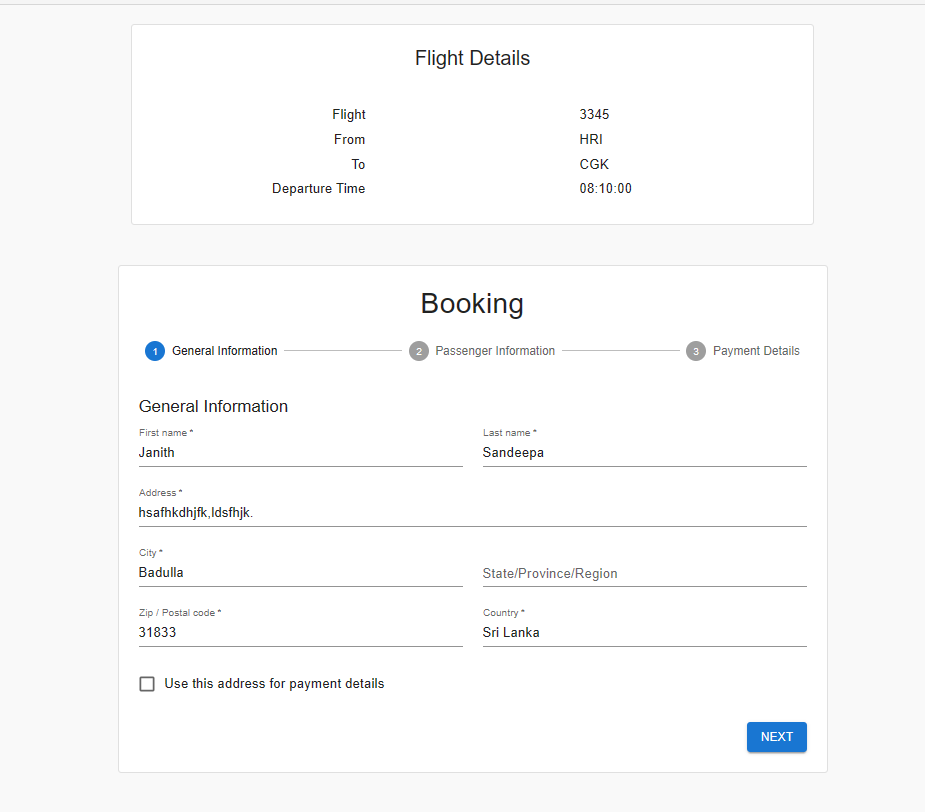 Flight Details
Flight 3345
From HRI
To CGK
Departure Time 08:10:00
Booking
1 General Information 2 Passenger Information 3 Payment Details
General Information
First name * Last name *
Janith Sandeepa
Address *
hsafhkdhjfk,ldsfhjk.
City *
Badulla State/Province/Region
Zip / Postal code * Country *
31833 Sri Lanka
Use this address for payment details
NEXT